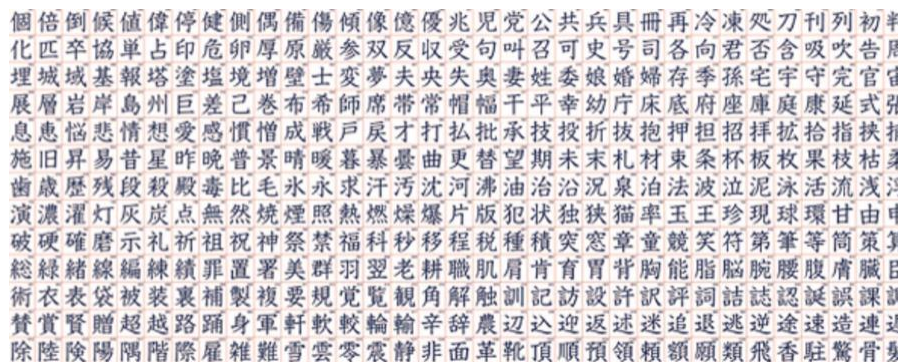 個倍倒候値偉停健側偶備傷傾像億優兆児党公共兵具冊再冷凍処刀刊列初
化匹卒協単占印危卵厚原厳参双反収受句叫召可史号司各向君否含吸吹告周
埋城域基報塔塗塩境増壁士変夢夫央失奥妻姓委娘婚婦存季孫宅宇守完官宙
展層岩岸島州巨差己巻布希師席帯常帽幅干平幸幼庁床底府座庫庭康延式張
息恵悩悲情想愛感慣憎成戦戸戻才打払批承技投折抜抱押担招拝拡拾指挟捕
施旧昇易昔星昨晩普景晴暖暮暴曇曲更替望期未末札材束条杯板枚果枝枯柔
歯歳歴残段殺殿毒比毛氷永求汗汚沈河沸油治沿況泉泊法波泣泥泳活流浅浮
演濃濯灯灰炭点無然焼煙照熱燃燥爆片版犯状独狭猫率玉王珍現球環甘由申
破硬確磨示礼祈祖祝神祭禁福科秒移程税種積突窓章童競笑符第筆等筒策算
総緑緒線編練績罪置署美群羽翌老耕職肌肩肯育胃背胸能脂脳腕腰腹膚臓臣
術衣表袋被装裏補製複要規覚覧観角解触訓記訪設許訳評詞詰誌認誕誤課
賛賞賢贈超越路踊身軍軒軟較輪輸辛辞農辺込迎返述迷追退逃逆途速造連
除陸険陽隅階際雇雑難雪雲零震静非面革靴頂順預領頼額願類飛香駐警骨